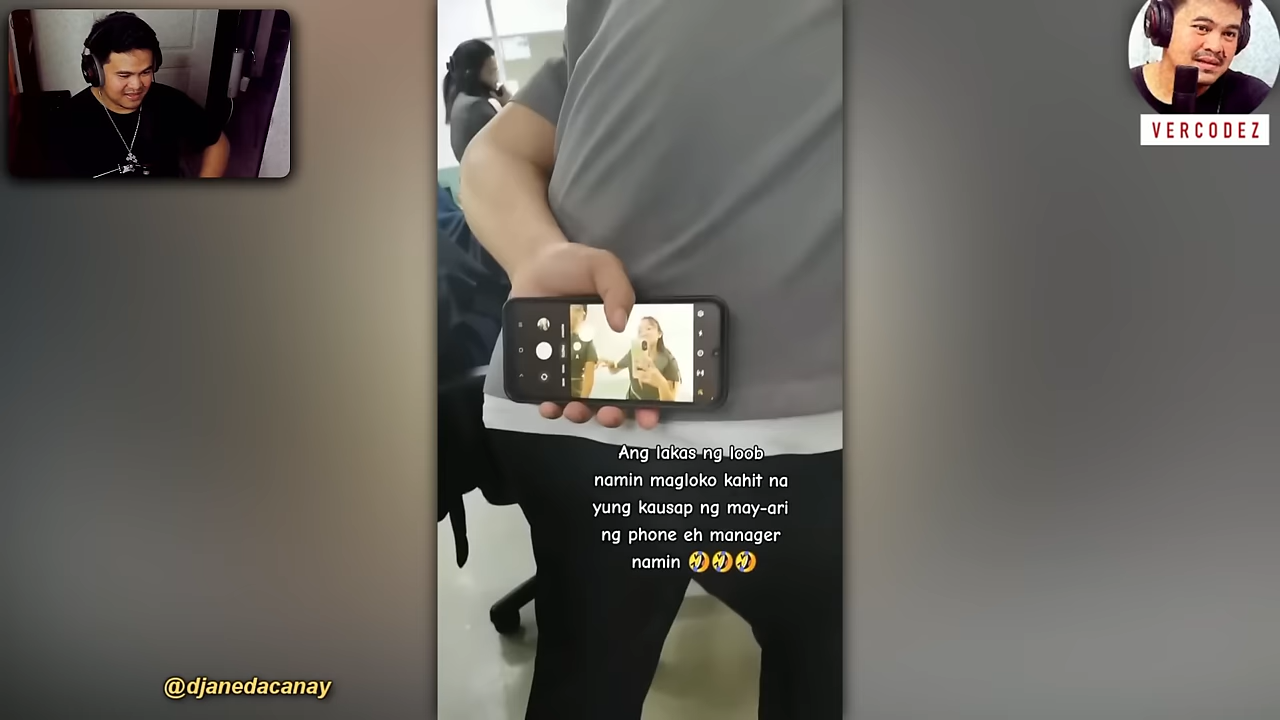 VERCODEZ
Ang lakas ng loob
namin magloko kahit na
yung kausap ng may-ari
ng phone eh manager
namin 🤣🤣🤣
@djanedacanay